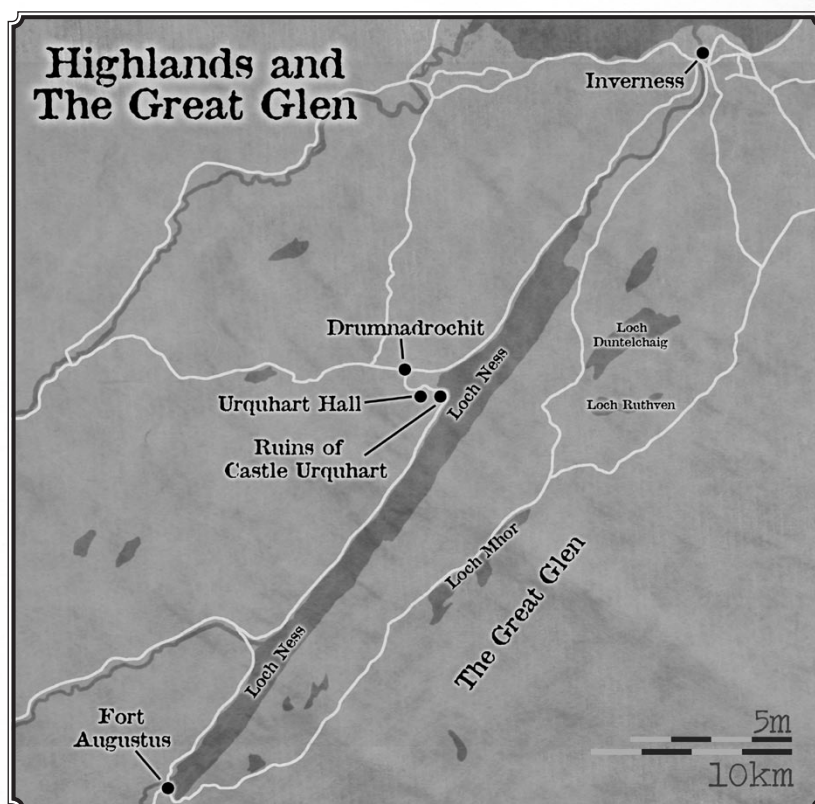 Highlands and
The Great Glen
Inverness
Drumnadrochit
Loch
Duntelchaig
Loch Ness
Urquhart Hall
Loch Ruthven
Ruins of
Castle Urquhart
Loch Mhor
The Great Glen
Loch Ness
Fort
Augustus
5m
10km